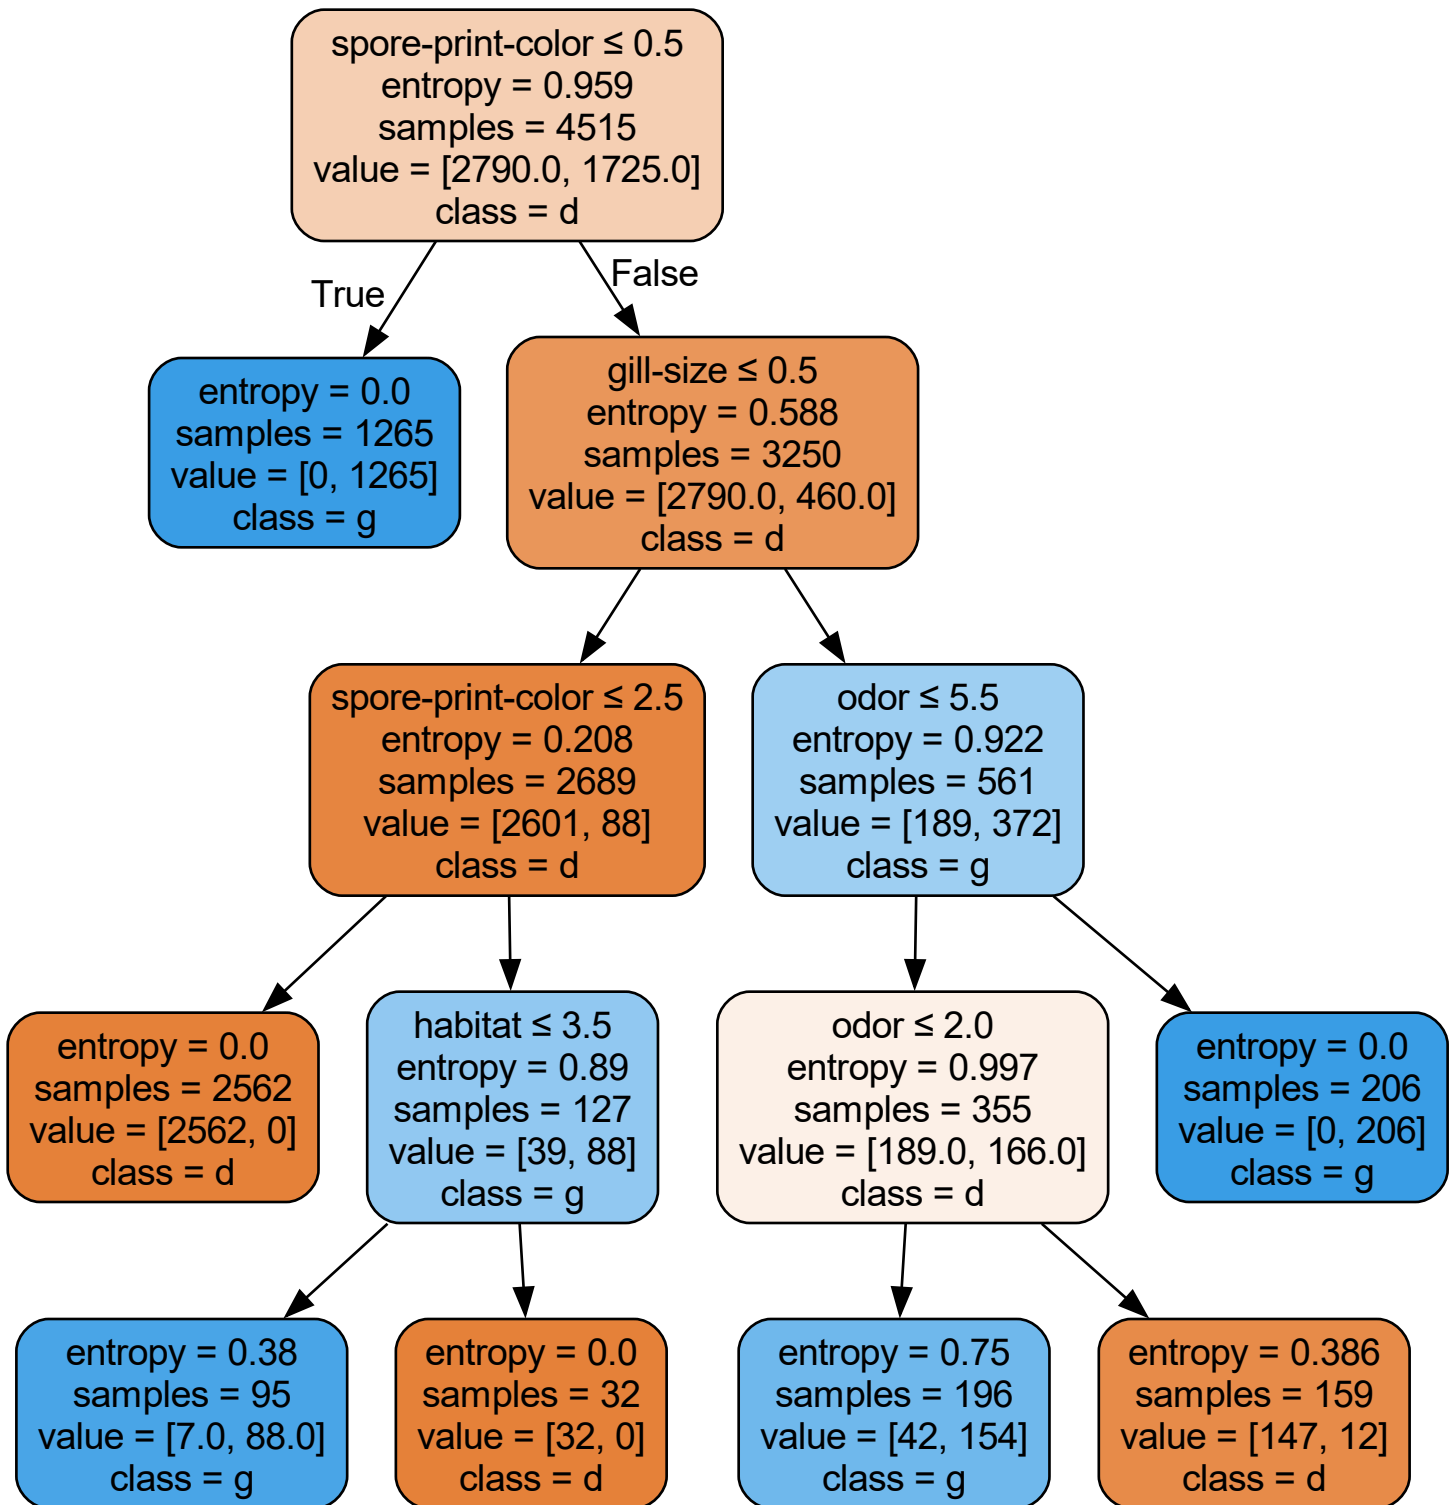 spore-print-color ≤ 0.5
entropy = 0.959
samples = 4515
value = [2790.0, 1725.0]
class = d
True
False
entropy = 0.0
samples = 1265
value = [0, 1265]
class = g
gill-size ≤ 0.5
entropy = 0.588
samples = 3250
value = [2790.0, 460.0]
class = d
spore-print-color ≤ 2.5
entropy = 0.208
samples = 2689
value = [2601, 88]
class = d
odor ≤ 5.5
entropy = 0.922
samples = 561
value = [189, 372]
class = g
entropy = 0.0
samples = 2562
value = [2562, 0]
class = d
habitat ≤ 3.5
entropy = 0.89
samples = 127
value = [39, 88]
class = g
odor ≤ 2.0
entropy = 0.997
samples = 355
value = [189.0, 166.0]
class = d
entropy = 0.0
samples = 206
value = [0, 206]
class = g
entropy = 0.38
samples = 95
value = [7.0, 88.0]
class = g
entropy = 0.0
samples = 32
value = [32, 0]
class = d
entropy = 0.75
samples = 196
value = [42, 154]
class = g
entropy = 0.386
samples = 159
value = [147, 12]
class = d